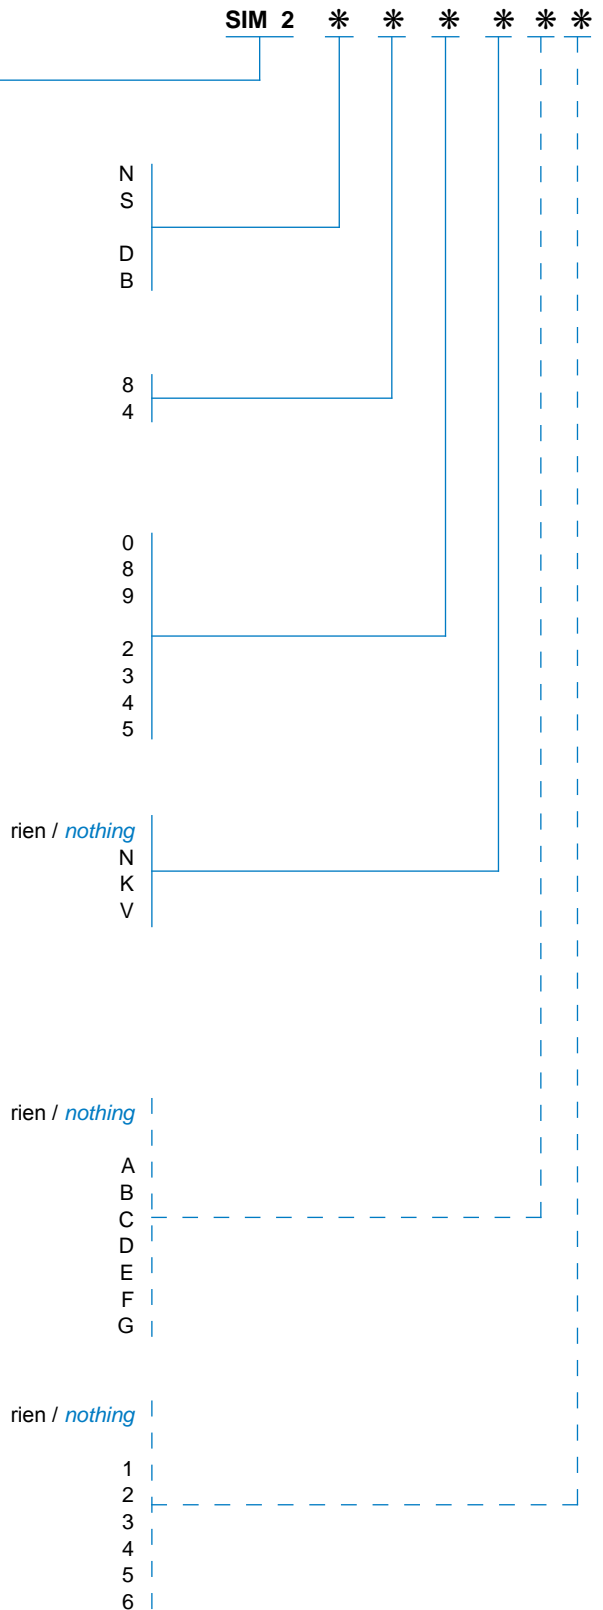 SIM 2 ❋ ❋ ❋ ❋ ❋ ❋
N
S
D
B
8
4
0
8
9
2
3
4
5
rien / nothing
N
K
V
rien / nothing
A
B
C
D
E
F
G
rien / nothing
1
2
3
4
5
6